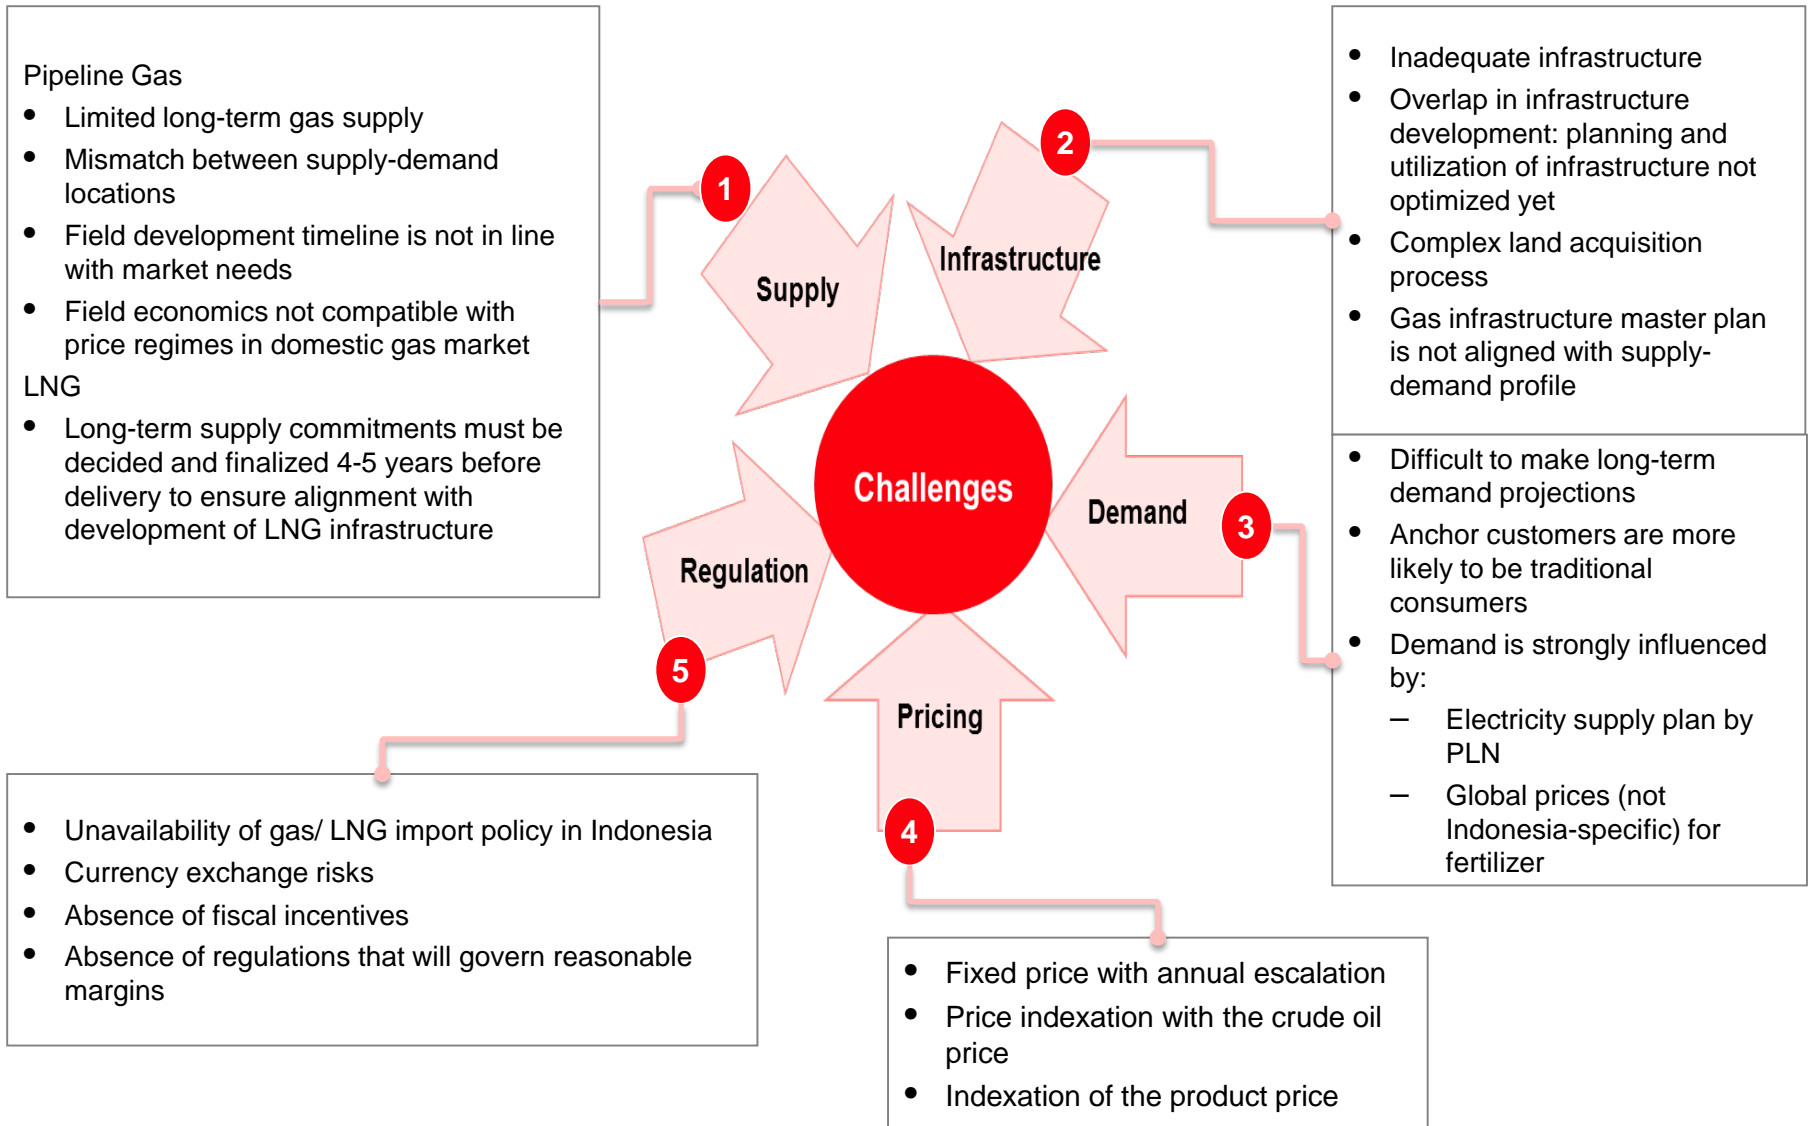 Pipeline Gas
• Limited long-term gas supply
• Mismatch between supply-demand
locations
• Field development timeline is not in line
with market needs
• Field economics not compatible with
price regimes in domestic gas market
LNG
• Long-term supply commitments must be
decided and finalized 4-5 years before
delivery to ensure alignment with
development of LNG infrastructure
1
Supply
2
Infrastructure
• Inadequate infrastructure
• Overlap in infrastructure
development: planning and
utilization of infrastructure not
optimized yet
• Complex land acquisition
process
• Gas infrastructure master plan
is not aligned with supply-
demand profile
Challenges
Demand
3
• Difficult to make long-term
demand projections
• Anchor customers are more
likely to be traditional
consumers
• Demand is strongly influenced
by:
– Electricity supply plan by
PLN
– Global prices (not
Indonesia-specific) for
fertilizer
Regulation
5
• Unavailability of gas/ LNG import policy in Indonesia
• Currency exchange risks
• Absence of fiscal incentives
• Absence of regulations that will govern reasonable
margins
Pricing
4
• Fixed price with annual escalation
• Price indexation with the crude oil
price
• Indexation of the product price